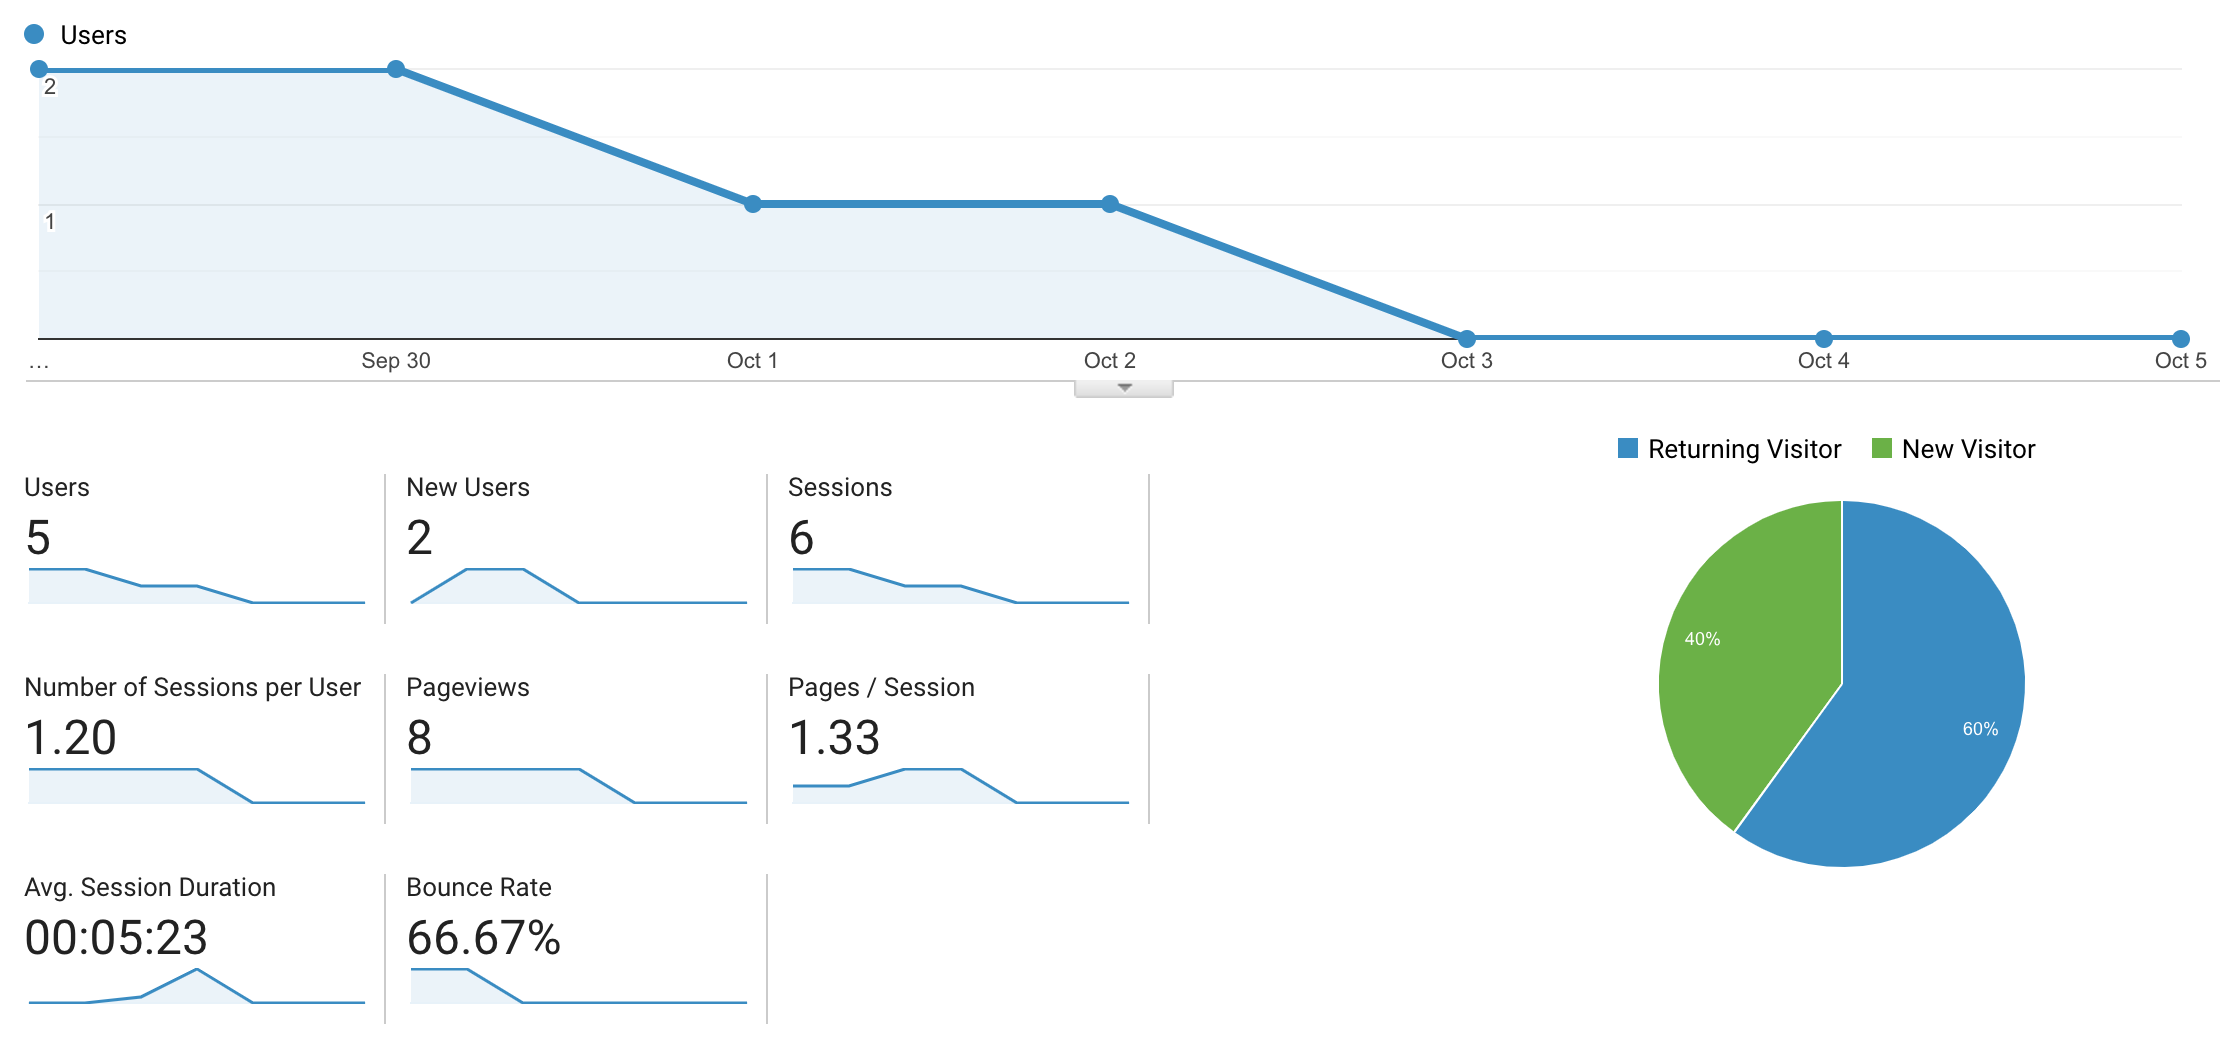 Users
2
1
...
Sep 30
Oct 1
Oct 2
Oct 3
Oct 4
Oct 5
Returning Visitor
New Visitor
Users
5
New Users
2
Sessions
6
Number of Sessions per User
1.20
Pageviews
8
Pages / Session
1.33
Avg. Session Duration
00:05:23
Bounce Rate
66.67%
40%
60%